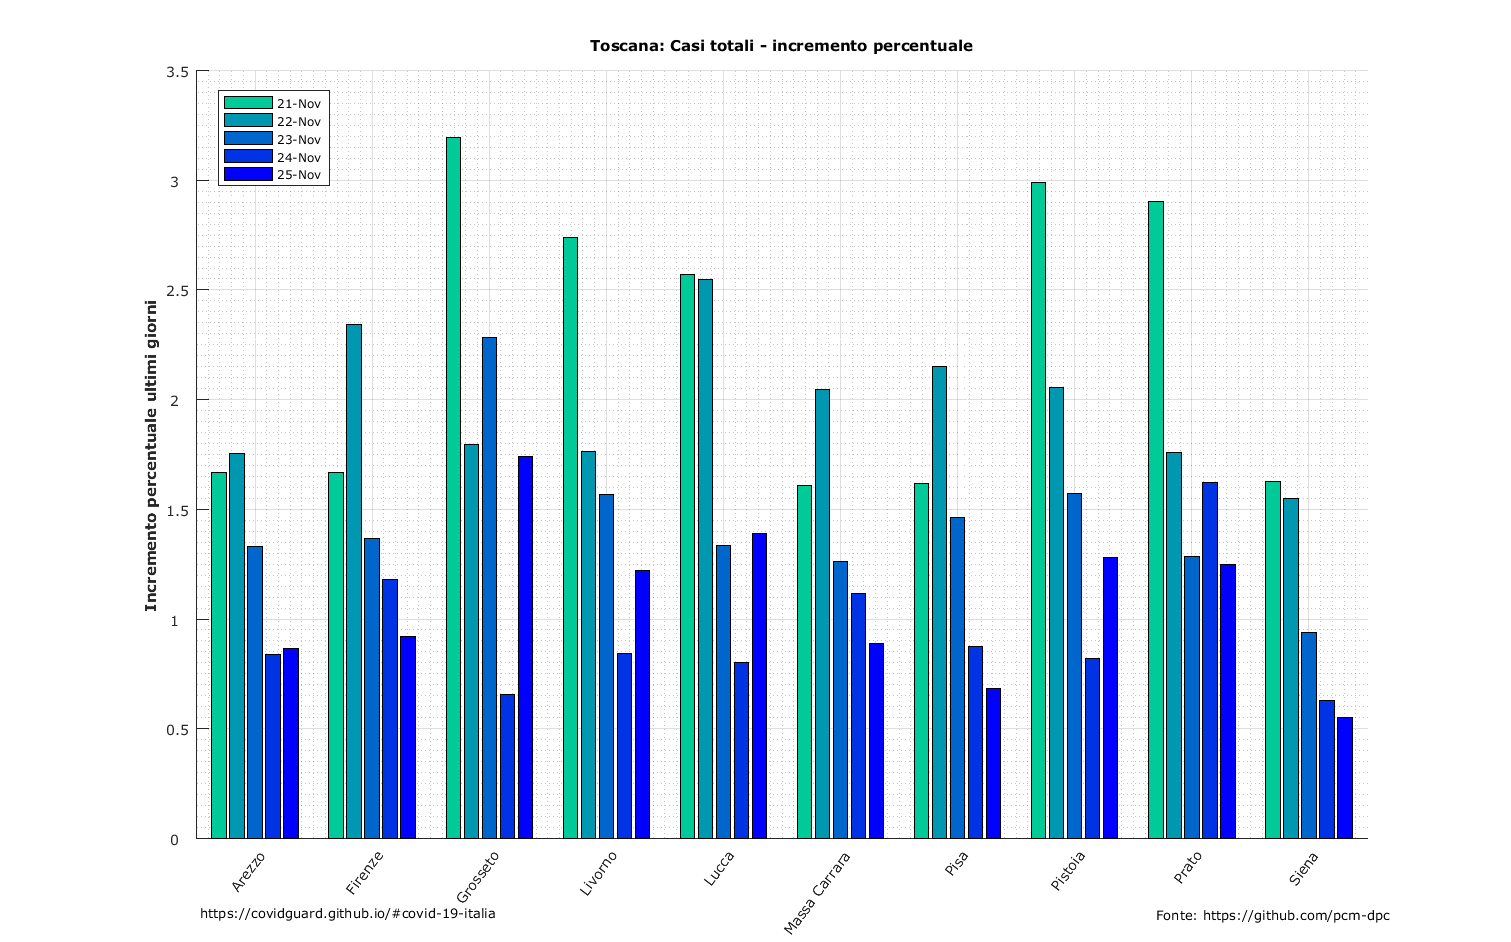 Toscana: Casi totali - incremento percentuale
Incremento percentuale ultimi giorni
3.5
3
2.5
2
1.5
1
0.5
0
21-Nov
22-Nov
23-Nov
24-Nov
25-Nov
Arezzo
Firenze
Grosseto
Livorno
Lucca
Massa Carrara
Pisa
Pistoia
Prato
Siena
https://covidguard.github.io/#covid-19-italia
Fonte: https://github.com/pcm-dpc